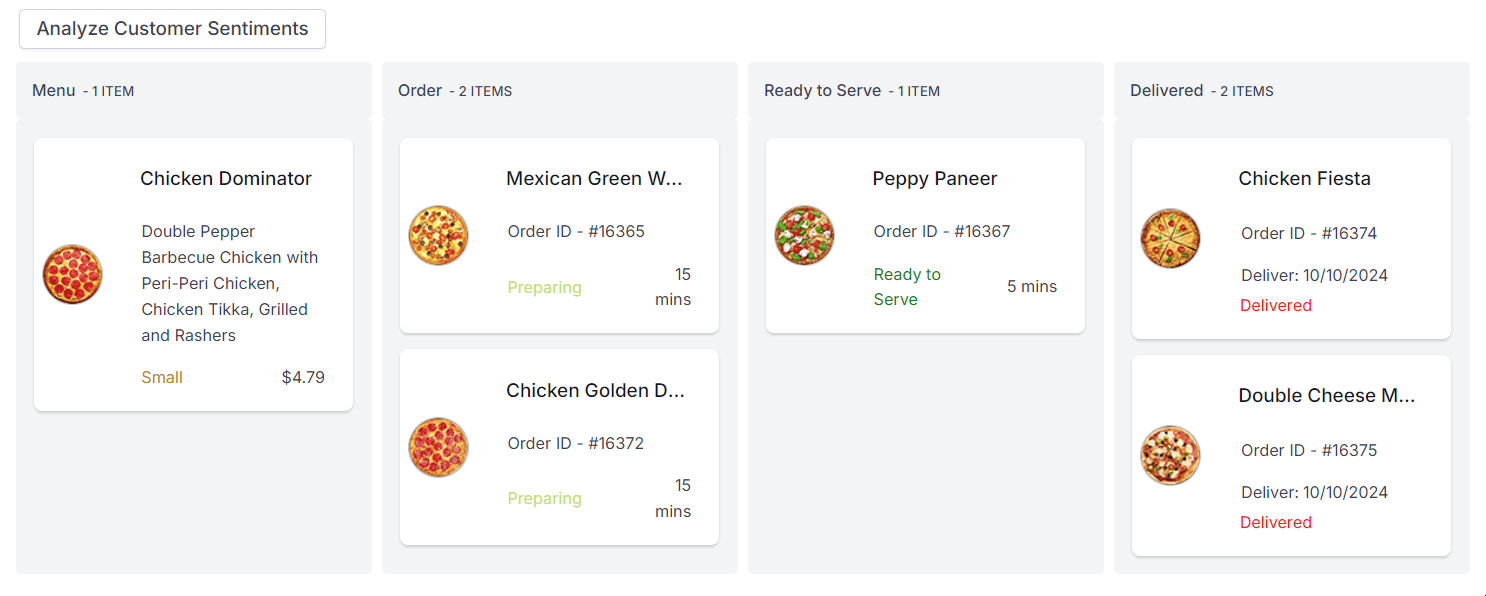 Analyze Customer Sentiments
Menu - 1 ITEM
Chicken Dominator
Double Pepper
Barbecue Chicken with
Peri-Peri Chicken,
Chicken Tikka, Grilled
and Rashers
Small $4.79
Order - 2 ITEMS
Mexican Green W...
Order ID - #16365
Preparing 15
mins
Chicken Golden D...
Order ID - #16372
Preparing 15
mins
Ready to Serve - 1 ITEM
Peppy Paneer
Order ID - #16367
Ready to
Serve 5 mins
Delivered - 2 ITEMS
Chicken Fiesta
Order ID - #16374
Deliver: 10/10/2024
Delivered
Double Cheese M...
Order ID - #16375
Deliver: 10/10/2024
Delivered